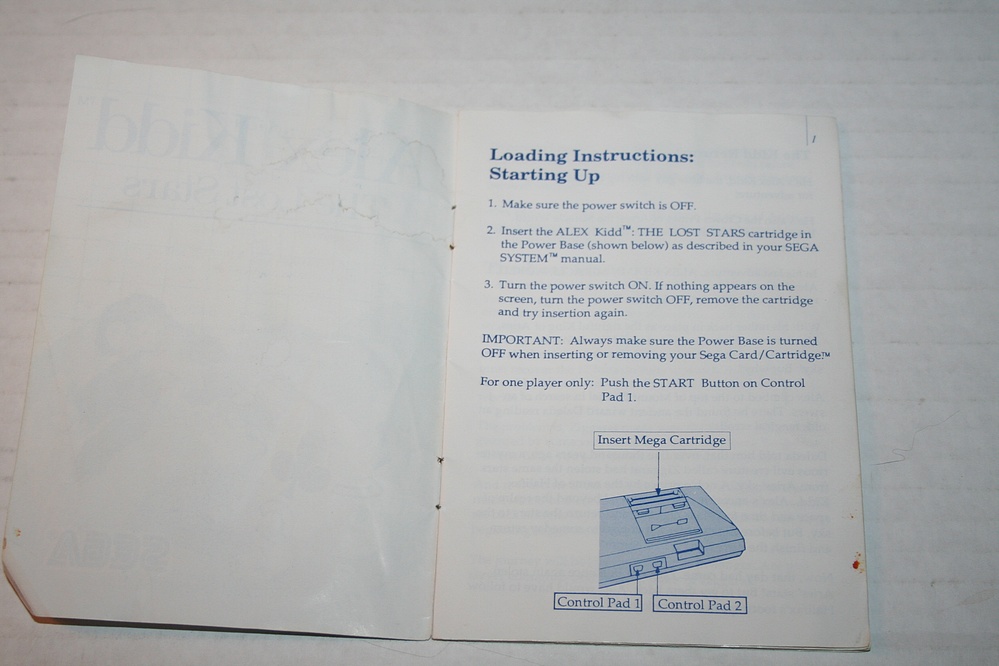 1
Loading Instructions:
Starting Up
1. Make sure the power switch is OFF.
2. Insert the ALEX Kidd™: THE LOST STARS cartridge in
the Power Base (shown below) as described in your SEGA
SYSTEM™ manual.
3. Turn the power switch ON. If nothing appears on the
screen, turn the power switch OFF, remove the cartridge
and try insertion again.
IMPORTANT: Always make sure the Power Base is turned
OFF when inserting or removing your Sega Card/Cartridge™
For one player only: Push the START Button on Control
Pad 1.
Insert Mega Cartridge
Control Pad 1
Control Pad 2